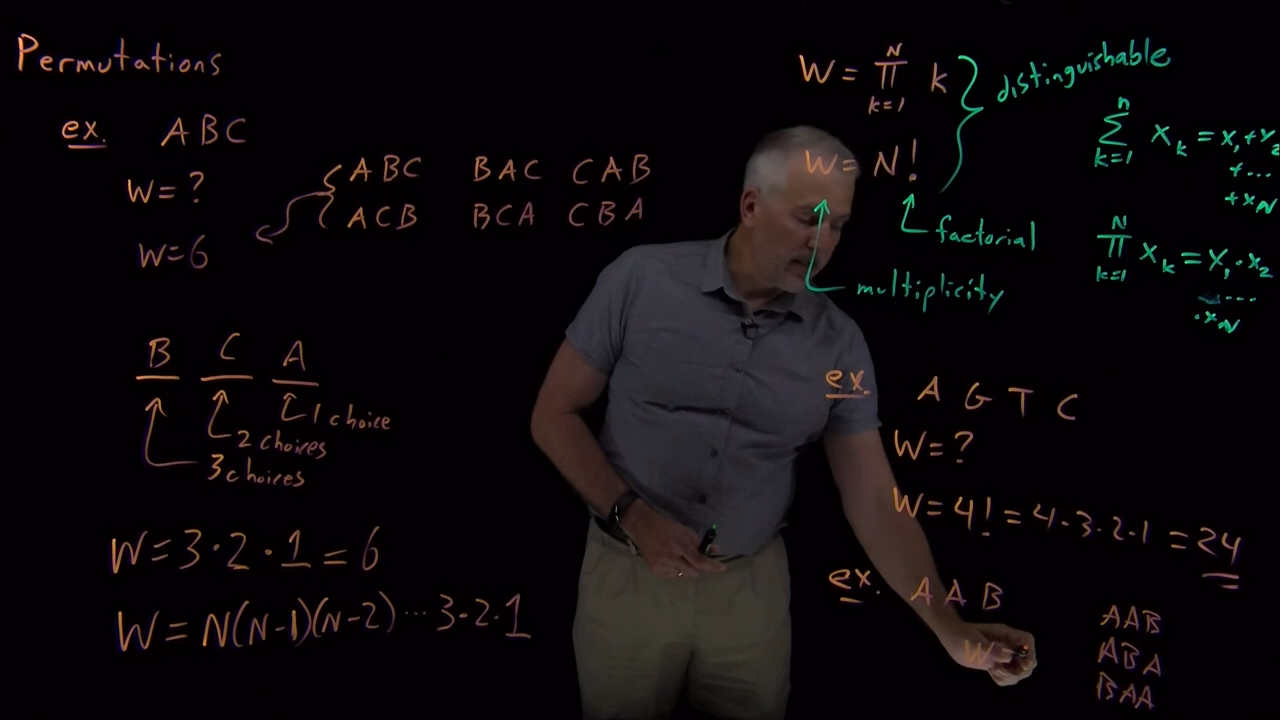 Permutations
ex. ABC
W = ?
W = 6
ABC BAC CAB
ACB BCA CBA
B C A
1 choice
2 choices
3 choices
W = 3 · 2 · 1 = 6
W = N(N-1)(N-2) ··· 3·2·1
W = ∏ k
N
k=1
distinguishable
W = N!
factorial
multiplicity
n
∑ x_k = x_1 + x_2
k=1
+ ...
+ x_N
N
∏ x_k = x_1 · x_2
k=1
...
· x_N
ex. A G T C
W = ?
W = 4! = 4·3·2·1 = 24
ex. A A B
W =
AAB
ABA
BAA